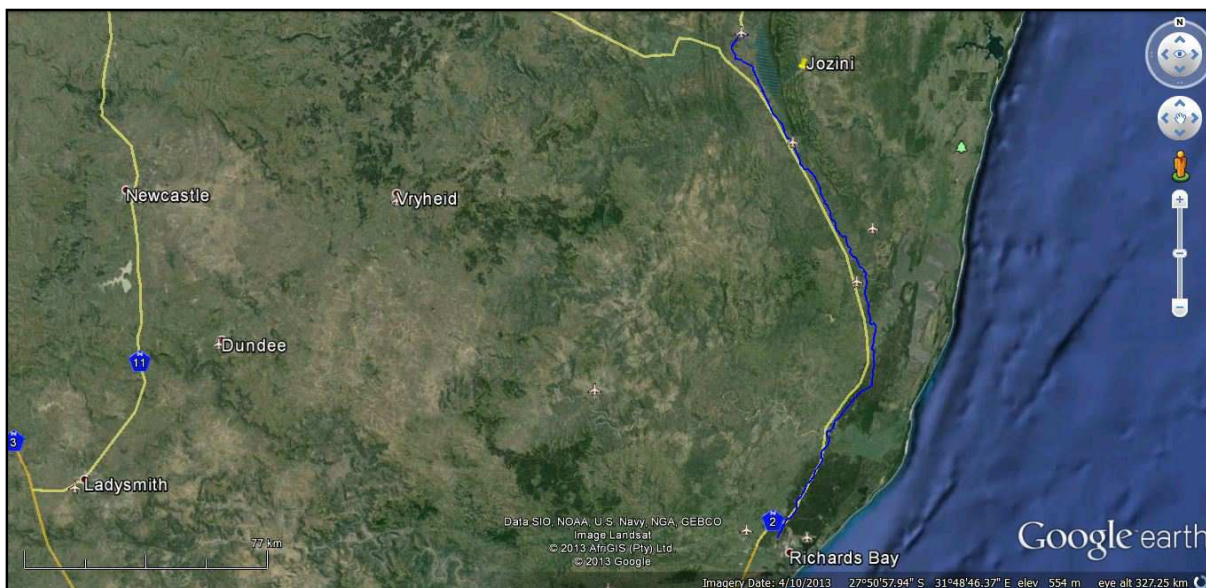 N
Jozini
Newcastle
Vryheid
N
11
Dundee
N
3
Ladysmith
N
2
Data SIO, NOAA, U.S. Navy, NGA, GEBCO
Image Landsat
© 2013 AfriGIS (Pty) Ltd.
© 2013 Google
77 km
Google earth
Richards Bay
Imagery Date: 4/10/2013 27°50'57.94" S 31°48'46.37" E elev 554 m eye alt 327.25 km